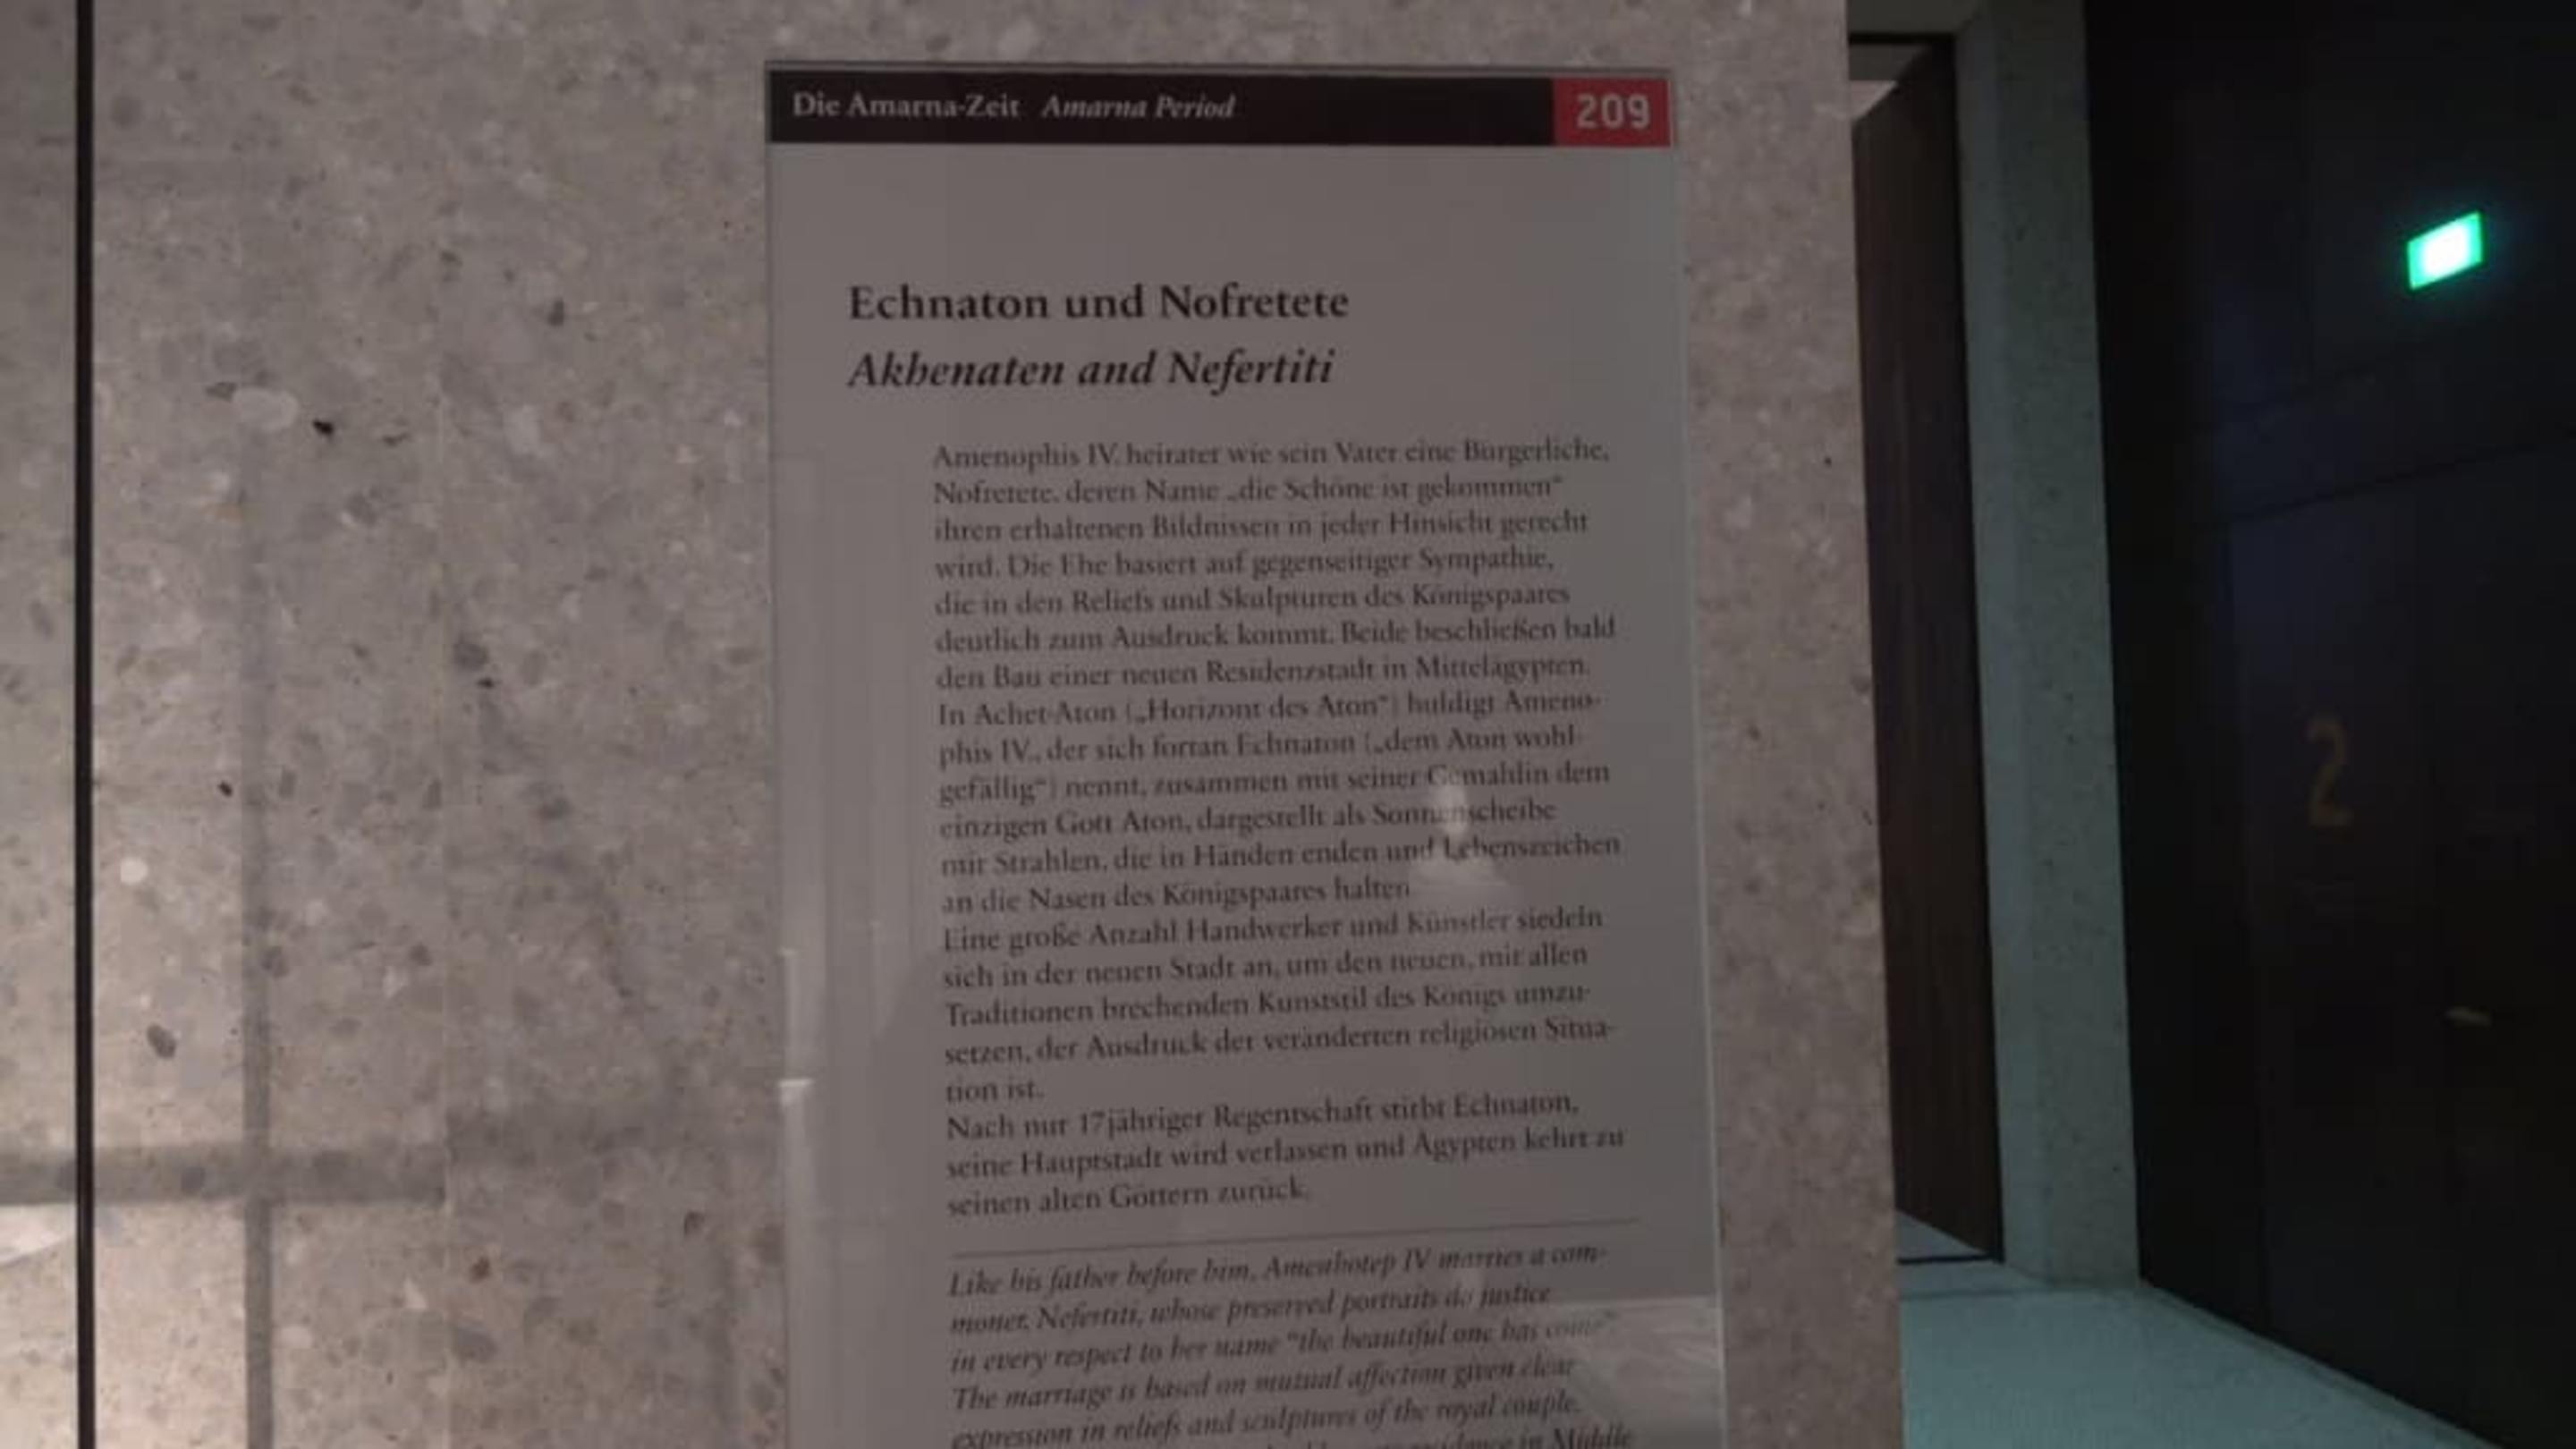 Die Amarna-Zeit Amarna Period 209
Echnaton und Nofretete
Akhenaten and Nefertiti
Amenophis IV. heiratet wie sein Vater eine Bürgerliche,
Nofretete, deren Name „die Schöne ist gekommen“
ihren erhaltenen Bildnissen in jeder Hinsicht gerecht
wird. Die Ehe basiert auf gegenseitiger Sympathie,
die in den Reliefs und Skulpturen des Königspaares
deutlich zum Ausdruck kommt. Beide beschließen bald
den Bau einer neuen Residenzstadt in Mittelägypten.
In Achet-Aton („Horizont des Aton“) huldigt Ameno-
phis IV., der sich fortan Echnaton („dem Aton wohl-
gefällig“) nennt, zusammen mit seiner Gemahlin dem
einzigen Gott Aton, dargestellt als Sonnenscheibe
mit Strahlen, die in Händen enden und Lebenszeichen
an die Nasen des Königspaares halten
Eine große Anzahl Handwerker und Künstler siedeln
sich in der neuen Stadt an, um den neuen, mit allen
Traditionen brechenden Kunststil des Königs umzu-
setzen, der Ausdruck der veränderten religiösen Situa-
tion ist.
Nach nur 17jähriger Regentschaft stirbt Echnaton,
seine Hauptstadt wird verlassen und Ägypten kehrt zu
seinen alten Göttern zurück.
Like his father before him, Amenhotep IV marries a com-
moner, Nefertiti, whose preserved portraits do justice
in every respect to her name “the beautiful one has come”
The marriage is based on mutual affection given clear
expression in reliefs and sculptures of the royal couple.
residence in Middle
2